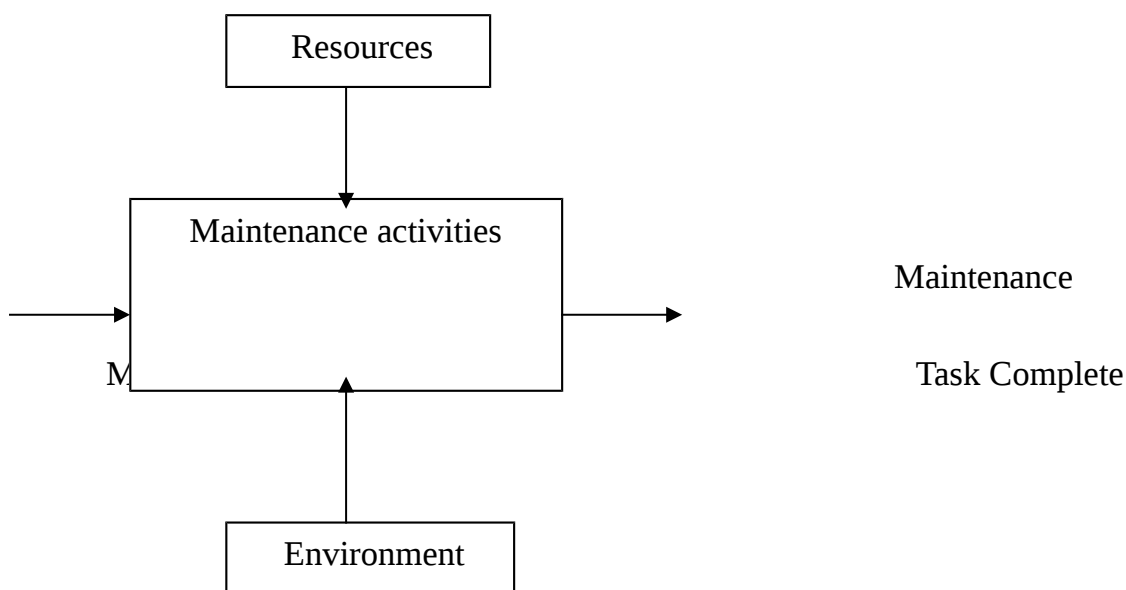 Resources
Maintenance activities
Maintenance
M
Task Complete
Environment